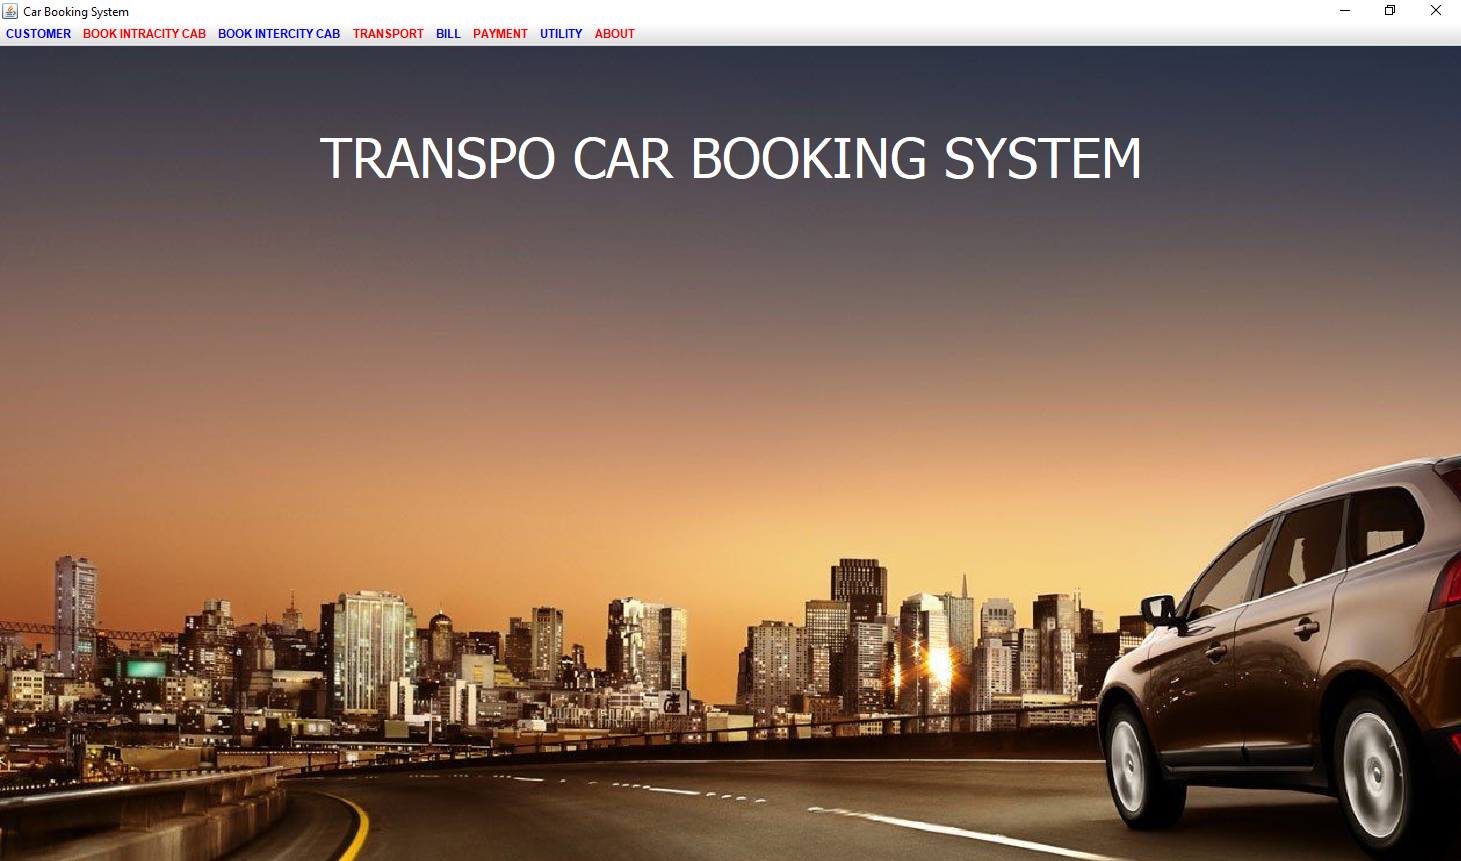 Car Booking System
CUSTOMER BOOK INTRACITY CAB BOOK INTERCITY CAB TRANSPORT BILL PAYMENT UTILITY ABOUT
TRANSPO CAR BOOKING SYSTEM